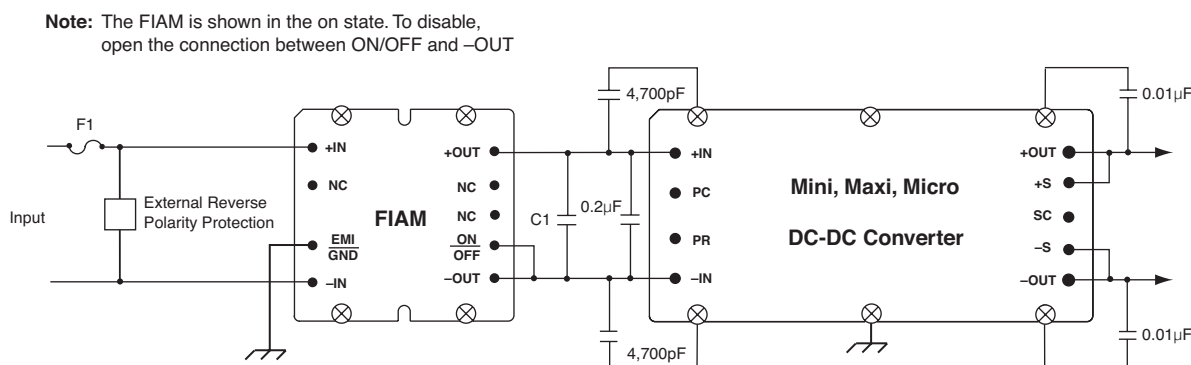 Note: The FIAM is shown in the on state. To disable,
open the connection between ON/OFF and –OUT
F1
Input
External Reverse
Polarity Protection
+IN
NC
EMI
GND
–IN
FIAM
+OUT
NC
NC
ON
OFF
–OUT
C1
0.2µF
4,700pF
4,700pF
+IN
PC
PR
–IN
Mini, Maxi, Micro
DC-DC Converter
+OUT
+S
SC
–S
–OUT
0.01µF
0.01µF